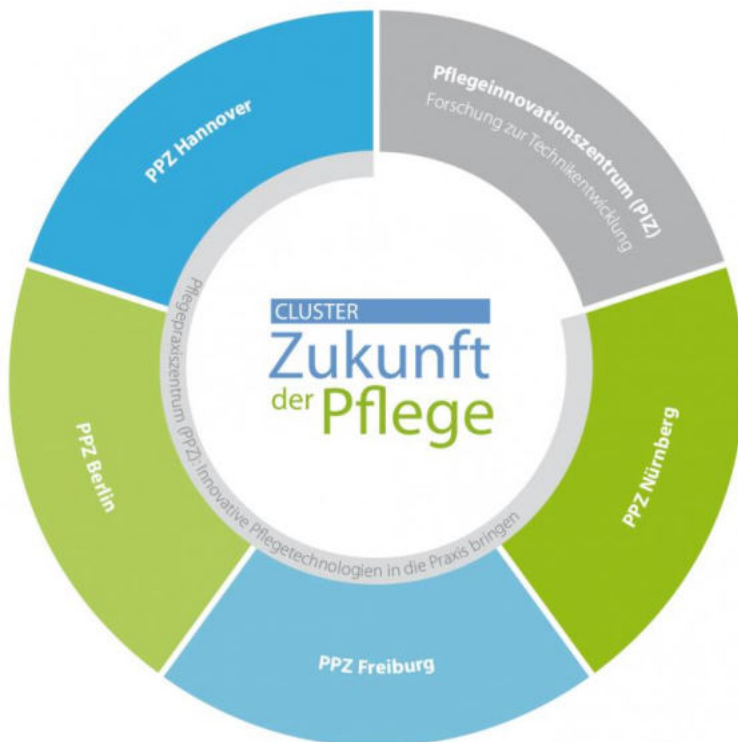 PPZ Hannover
Pflegeinnovationszentrum (PIZ)
Forschung zur Technikentwicklung
CLUSTER
Zukunft
der Pflege
PPZ Berlin
PPZ Nürnberg
Pflegepraxiszentrum (PPZ): Innovative Pflegetechnologien in die Praxis bringen
PPZ Freiburg